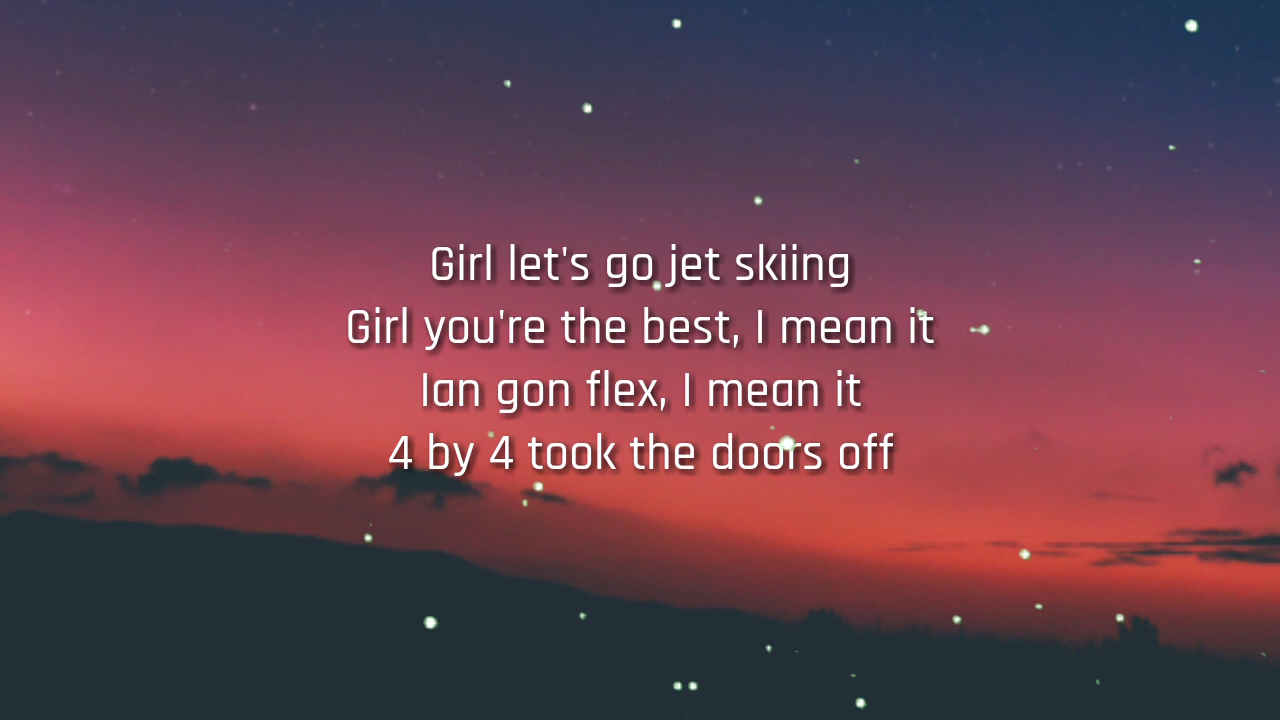 Girl let's go jet skiing
Girl you're the best, I mean it
Ian gon flex, I mean it
4 by 4 took the doors off